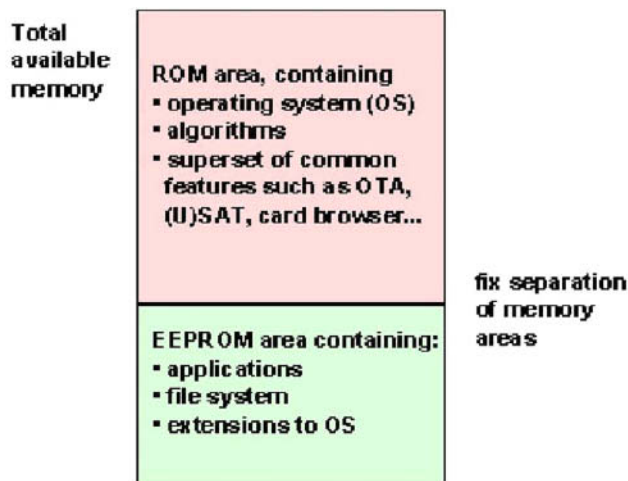 Total
available
memory
ROM area, containing
▪ operating system (OS)
▪ algorithms
▪ superset of common
features such as OTA,
(U)SAT, card browser...
fix separation
of memory
areas
EEPROM area containing:
▪ applications
▪ file system
▪ extensions to OS